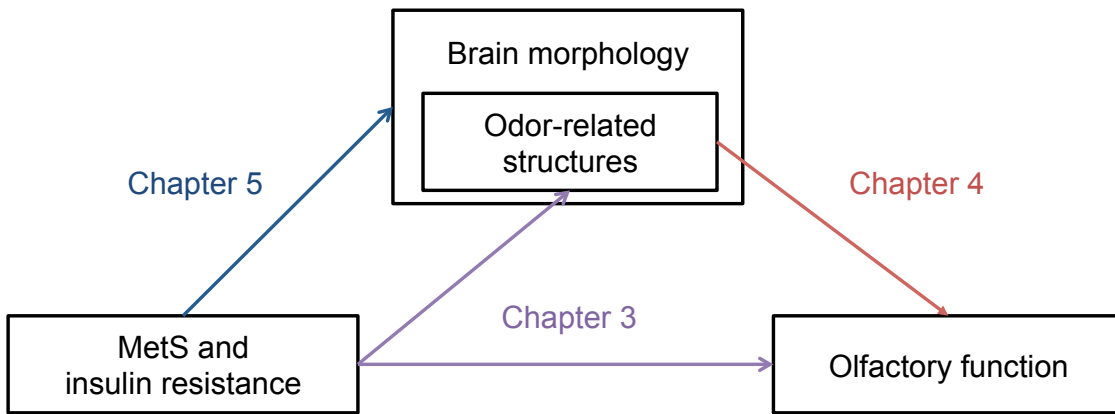 Brain morphology
Odor-related
structures
Chapter 5
Chapter 4
Chapter 3
MetS and
insulin resistance
Olfactory function